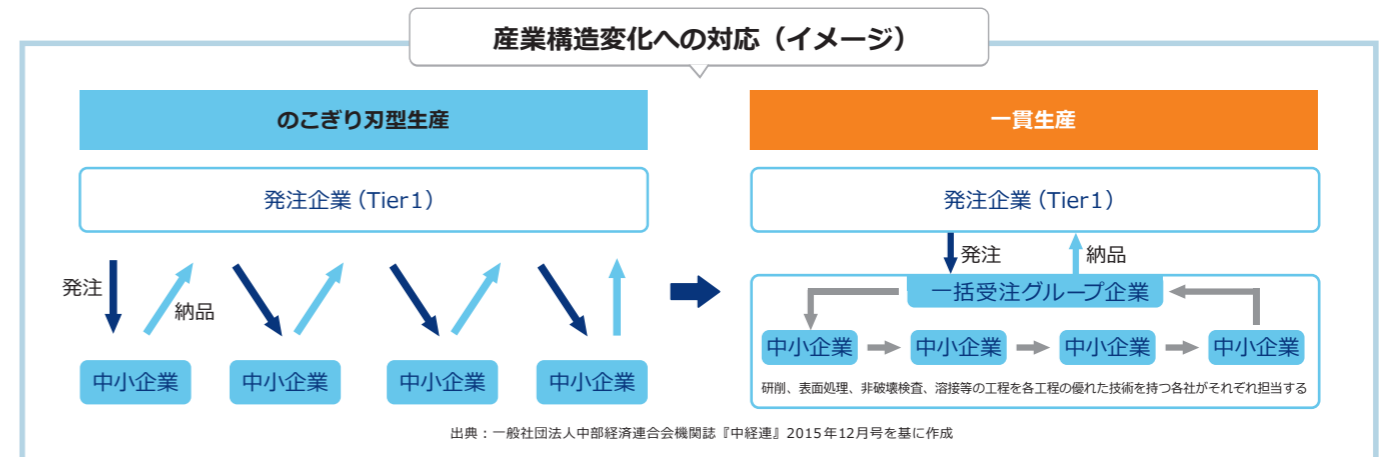 産業構造変化への対応（イメージ）
のこぎり刃型生産
発注企業（Tier1）
発注
納品
中小企業
中小企業
中小企業
中小企業
一貫生産
発注企業（Tier1）
発注
納品
一括受注グループ企業
中小企業
中小企業
中小企業
中小企業
研削、表面処理、非破壊検査、溶接等の工程を各工程の優れた技術を持つ各社がそれぞれ担当する
出典：一般社団法人中部経済連合会機関誌『中経連』2015年12月号を基に作成